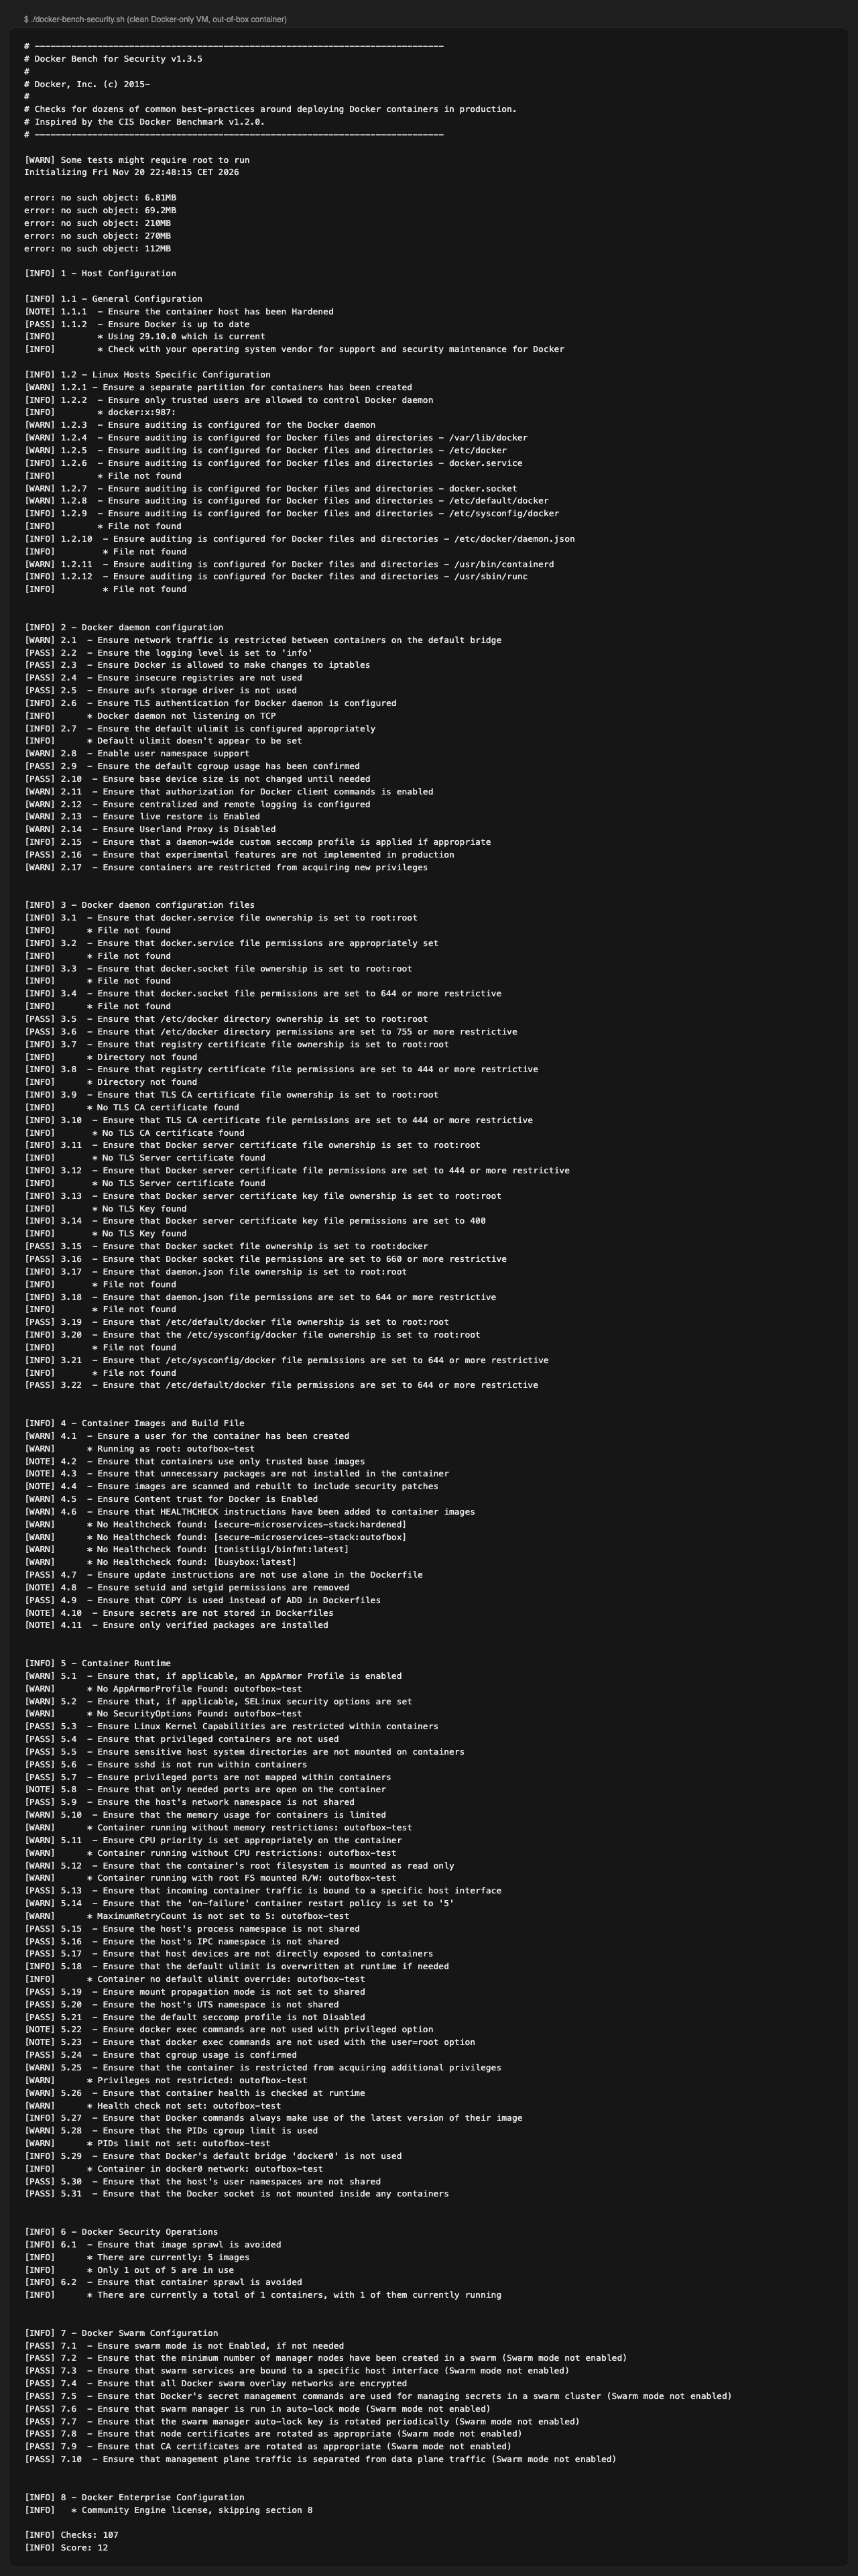 $ ./docker-bench-security.sh (clean Docker-only VM, out-of-box container)
# ------------------------------------------------------------------------------
# Docker Bench for Security v1.3.5
#
# Docker, Inc. (c) 2015-
#
# Checks for dozens of common best-practices around deploying Docker containers in production.
# Inspired by the CIS Docker Benchmark v1.2.0.
# ------------------------------------------------------------------------------
[WARN] Some tests might require root to run
Initializing Fri Nov 20 22:48:15 CET 2026
error: no such object: 6.81MB
error: no such object: 69.2MB
error: no such object: 210MB
error: no such object: 270MB
error: no such object: 112MB
[INFO] 1 - Host Configuration
[INFO] 1.1 - General Configuration
[NOTE] 1.1.1  - Ensure the container host has been Hardened
[PASS] 1.1.2  - Ensure Docker is up to date
[INFO]        * Using 29.10.0 which is current
[INFO]        * Check with your operating system vendor for support and security maintenance for Docker
[INFO] 1.2 - Linux Hosts Specific Configuration
[WARN] 1.2.1 - Ensure a separate partition for containers has been created
[INFO] 1.2.2  - Ensure only trusted users are allowed to control Docker daemon
[INFO]        * docker:x:987:
[WARN] 1.2.3  - Ensure auditing is configured for the Docker daemon
[WARN] 1.2.4  - Ensure auditing is configured for Docker files and directories - /var/lib/docker
[WARN] 1.2.5  - Ensure auditing is configured for Docker files and directories - /etc/docker
[INFO] 1.2.6  - Ensure auditing is configured for Docker files and directories - docker.service
[INFO]        * File not found
[WARN] 1.2.7  - Ensure auditing is configured for Docker files and directories - docker.socket
[WARN] 1.2.8  - Ensure auditing is configured for Docker files and directories - /etc/default/docker
[INFO] 1.2.9  - Ensure auditing is configured for Docker files and directories - /etc/sysconfig/docker
[INFO]        * File not found
[INFO] 1.2.10  - Ensure auditing is configured for Docker files and directories - /etc/docker/daemon.json
[INFO]         * File not found
[WARN] 1.2.11  - Ensure auditing is configured for Docker files and directories - /usr/bin/containerd
[INFO] 1.2.12  - Ensure auditing is configured for Docker files and directories - /usr/sbin/runc
[INFO]         * File not found
[INFO] 2 - Docker daemon configuration
[WARN] 2.1  - Ensure network traffic is restricted between containers on the default bridge
[PASS] 2.2  - Ensure the logging level is set to 'info'
[PASS] 2.3  - Ensure Docker is allowed to make changes to iptables
[PASS] 2.4  - Ensure insecure registries are not used
[PASS] 2.5  - Ensure aufs storage driver is not used
[INFO] 2.6  - Ensure TLS authentication for Docker daemon is configured
[INFO]      * Docker daemon not listening on TCP
[INFO] 2.7  - Ensure the default ulimit is configured appropriately
[INFO]      * Default ulimit doesn't appear to be set
[WARN] 2.8  - Enable user namespace support
[PASS] 2.9  - Ensure the default cgroup usage has been confirmed
[PASS] 2.10  - Ensure base device size is not changed until needed
[WARN] 2.11  - Ensure that authorization for Docker client commands is enabled
[WARN] 2.12  - Ensure centralized and remote logging is configured
[WARN] 2.13  - Ensure live restore is Enabled
[WARN] 2.14  - Ensure Userland Proxy is Disabled
[INFO] 2.15  - Ensure that a daemon-wide custom seccomp profile is applied if appropriate
[PASS] 2.16  - Ensure that experimental features are not implemented in production
[WARN] 2.17  - Ensure containers are restricted from acquiring new privileges
[INFO] 3 - Docker daemon configuration files
[INFO] 3.1  - Ensure that docker.service file ownership is set to root:root
[INFO]      * File not found
[INFO] 3.2  - Ensure that docker.service file permissions are appropriately set
[INFO]      * File not found
[INFO] 3.3  - Ensure that docker.socket file ownership is set to root:root
[INFO]      * File not found
[INFO] 3.4  - Ensure that docker.socket file permissions are set to 644 or more restrictive
[INFO]      * File not found
[PASS] 3.5  - Ensure that /etc/docker directory ownership is set to root:root
[PASS] 3.6  - Ensure that /etc/docker directory permissions are set to 755 or more restrictive
[INFO] 3.7  - Ensure that registry certificate file ownership is set to root:root
[INFO]      * Directory not found
[INFO] 3.8  - Ensure that registry certificate file permissions are set to 444 or more restrictive
[INFO]      * Directory not found
[INFO] 3.9  - Ensure that TLS CA certificate file ownership is set to root:root
[INFO]      * No TLS CA certificate found
[INFO] 3.10  - Ensure that TLS CA certificate file permissions are set to 444 or more restrictive
[INFO]       * No TLS CA certificate found
[INFO] 3.11  - Ensure that Docker server certificate file ownership is set to root:root
[INFO]       * No TLS Server certificate found
[INFO] 3.12  - Ensure that Docker server certificate file permissions are set to 444 or more restrictive
[INFO]       * No TLS Server certificate found
[INFO] 3.13  - Ensure that Docker server certificate key file ownership is set to root:root
[INFO]       * No TLS Key found
[INFO] 3.14  - Ensure that Docker server certificate key file permissions are set to 400
[INFO]       * No TLS Key found
[PASS] 3.15  - Ensure that Docker socket file ownership is set to root:docker
[PASS] 3.16  - Ensure that Docker socket file permissions are set to 660 or more restrictive
[INFO] 3.17  - Ensure that daemon.json file ownership is set to root:root
[INFO]       * File not found
[INFO] 3.18  - Ensure that daemon.json file permissions are set to 644 or more restrictive
[INFO]       * File not found
[PASS] 3.19  - Ensure that /etc/default/docker file ownership is set to root:root
[INFO] 3.20  - Ensure that the /etc/sysconfig/docker file ownership is set to root:root
[INFO]       * File not found
[INFO] 3.21  - Ensure that /etc/sysconfig/docker file permissions are set to 644 or more restrictive
[INFO]       * File not found
[PASS] 3.22  - Ensure that /etc/default/docker file permissions are set to 644 or more restrictive
[INFO] 4 - Container Images and Build File
[WARN] 4.1  - Ensure a user for the container has been created
[WARN]      * Running as root: outofbox-test
[NOTE] 4.2  - Ensure that containers use only trusted base images
[NOTE] 4.3  - Ensure that unnecessary packages are not installed in the container
[NOTE] 4.4  - Ensure images are scanned and rebuilt to include security patches
[WARN] 4.5  - Ensure Content trust for Docker is Enabled
[WARN] 4.6  - Ensure that HEALTHCHECK instructions have been added to container images
[WARN]      * No Healthcheck found: [secure-microservices-stack:hardened]
[WARN]      * No Healthcheck found: [secure-microservices-stack:outofbox]
[WARN]      * No Healthcheck found: [tonistiigi/binfmt:latest]
[WARN]      * No Healthcheck found: [busybox:latest]
[PASS] 4.7  - Ensure update instructions are not use alone in the Dockerfile
[NOTE] 4.8  - Ensure setuid and setgid permissions are removed
[PASS] 4.9  - Ensure that COPY is used instead of ADD in Dockerfiles
[NOTE] 4.10  - Ensure secrets are not stored in Dockerfiles
[NOTE] 4.11  - Ensure only verified packages are installed
[INFO] 5 - Container Runtime
[WARN] 5.1  - Ensure that, if applicable, an AppArmor Profile is enabled
[WARN]      * No AppArmorProfile Found: outofbox-test
[WARN] 5.2  - Ensure that, if applicable, SELinux security options are set
[WARN]      * No SecurityOptions Found: outofbox-test
[PASS] 5.3  - Ensure Linux Kernel Capabilities are restricted within containers
[PASS] 5.4  - Ensure that privileged containers are not used
[PASS] 5.5  - Ensure sensitive host system directories are not mounted on containers
[PASS] 5.6  - Ensure sshd is not run within containers
[PASS] 5.7  - Ensure privileged ports are not mapped within containers
[NOTE] 5.8  - Ensure that only needed ports are open on the container
[PASS] 5.9  - Ensure the host's network namespace is not shared
[WARN] 5.10  - Ensure that the memory usage for containers is limited
[WARN]      * Container running without memory restrictions: outofbox-test
[WARN] 5.11  - Ensure CPU priority is set appropriately on the container
[WARN]      * Container running without CPU restrictions: outofbox-test
[WARN] 5.12  - Ensure that the container's root filesystem is mounted as read only
[WARN]      * Container running with root FS mounted R/W: outofbox-test
[PASS] 5.13  - Ensure that incoming container traffic is bound to a specific host interface
[WARN] 5.14  - Ensure that the 'on-failure' container restart policy is set to '5'
[WARN]      * MaximumRetryCount is not set to 5: outofbox-test
[PASS] 5.15  - Ensure the host's process namespace is not shared
[PASS] 5.16  - Ensure the host's IPC namespace is not shared
[PASS] 5.17  - Ensure that host devices are not directly exposed to containers
[INFO] 5.18  - Ensure that the default ulimit is overwritten at runtime if needed
[INFO]      * Container no default ulimit override: outofbox-test
[PASS] 5.19  - Ensure mount propagation mode is not set to shared
[PASS] 5.20  - Ensure the host's UTS namespace is not shared
[PASS] 5.21  - Ensure the default seccomp profile is not Disabled
[NOTE] 5.22  - Ensure docker exec commands are not used with privileged option
[NOTE] 5.23  - Ensure that docker exec commands are not used with the user=root option
[PASS] 5.24  - Ensure that cgroup usage is confirmed
[WARN] 5.25  - Ensure that the container is restricted from acquiring additional privileges
[WARN]      * Privileges not restricted: outofbox-test
[WARN] 5.26  - Ensure that container health is checked at runtime
[WARN]      * Health check not set: outofbox-test
[INFO] 5.27  - Ensure that Docker commands always make use of the latest version of their image
[WARN] 5.28  - Ensure that the PIDs cgroup limit is used
[WARN]      * PIDs limit not set: outofbox-test
[INFO] 5.29  - Ensure that Docker's default bridge 'docker0' is not used
[INFO]      * Container in docker0 network: outofbox-test
[PASS] 5.30  - Ensure that the host's user namespaces are not shared
[PASS] 5.31  - Ensure that the Docker socket is not mounted inside any containers
[INFO] 6 - Docker Security Operations
[INFO] 6.1  - Ensure that image sprawl is avoided
[INFO]      * There are currently: 5 images
[INFO]      * Only 1 out of 5 are in use
[INFO] 6.2  - Ensure that container sprawl is avoided
[INFO]      * There are currently a total of 1 containers, with 1 of them currently running
[INFO] 7 - Docker Swarm Configuration
[PASS] 7.1  - Ensure swarm mode is not Enabled, if not needed
[PASS] 7.2  - Ensure that the minimum number of manager nodes have been created in a swarm (Swarm mode not enabled)
[PASS] 7.3  - Ensure that swarm services are bound to a specific host interface (Swarm mode not enabled)
[PASS] 7.4  - Ensure that all Docker swarm overlay networks are encrypted
[PASS] 7.5  - Ensure that Docker's secret management commands are used for managing secrets in a swarm cluster (Swarm mode not enabled)
[PASS] 7.6  - Ensure that swarm manager is run in auto-lock mode (Swarm mode not enabled)
[PASS] 7.7  - Ensure that the swarm manager auto-lock key is rotated periodically (Swarm mode not enabled)
[PASS] 7.8  - Ensure that node certificates are rotated as appropriate (Swarm mode not enabled)
[PASS] 7.9  - Ensure that CA certificates are rotated as appropriate (Swarm mode not enabled)
[PASS] 7.10  - Ensure that management plane traffic is separated from data plane traffic (Swarm mode not enabled)
[INFO] 8 - Docker Enterprise Configuration
[INFO]   * Community Engine license, skipping section 8
[INFO] Checks: 107
[INFO] Score: 12